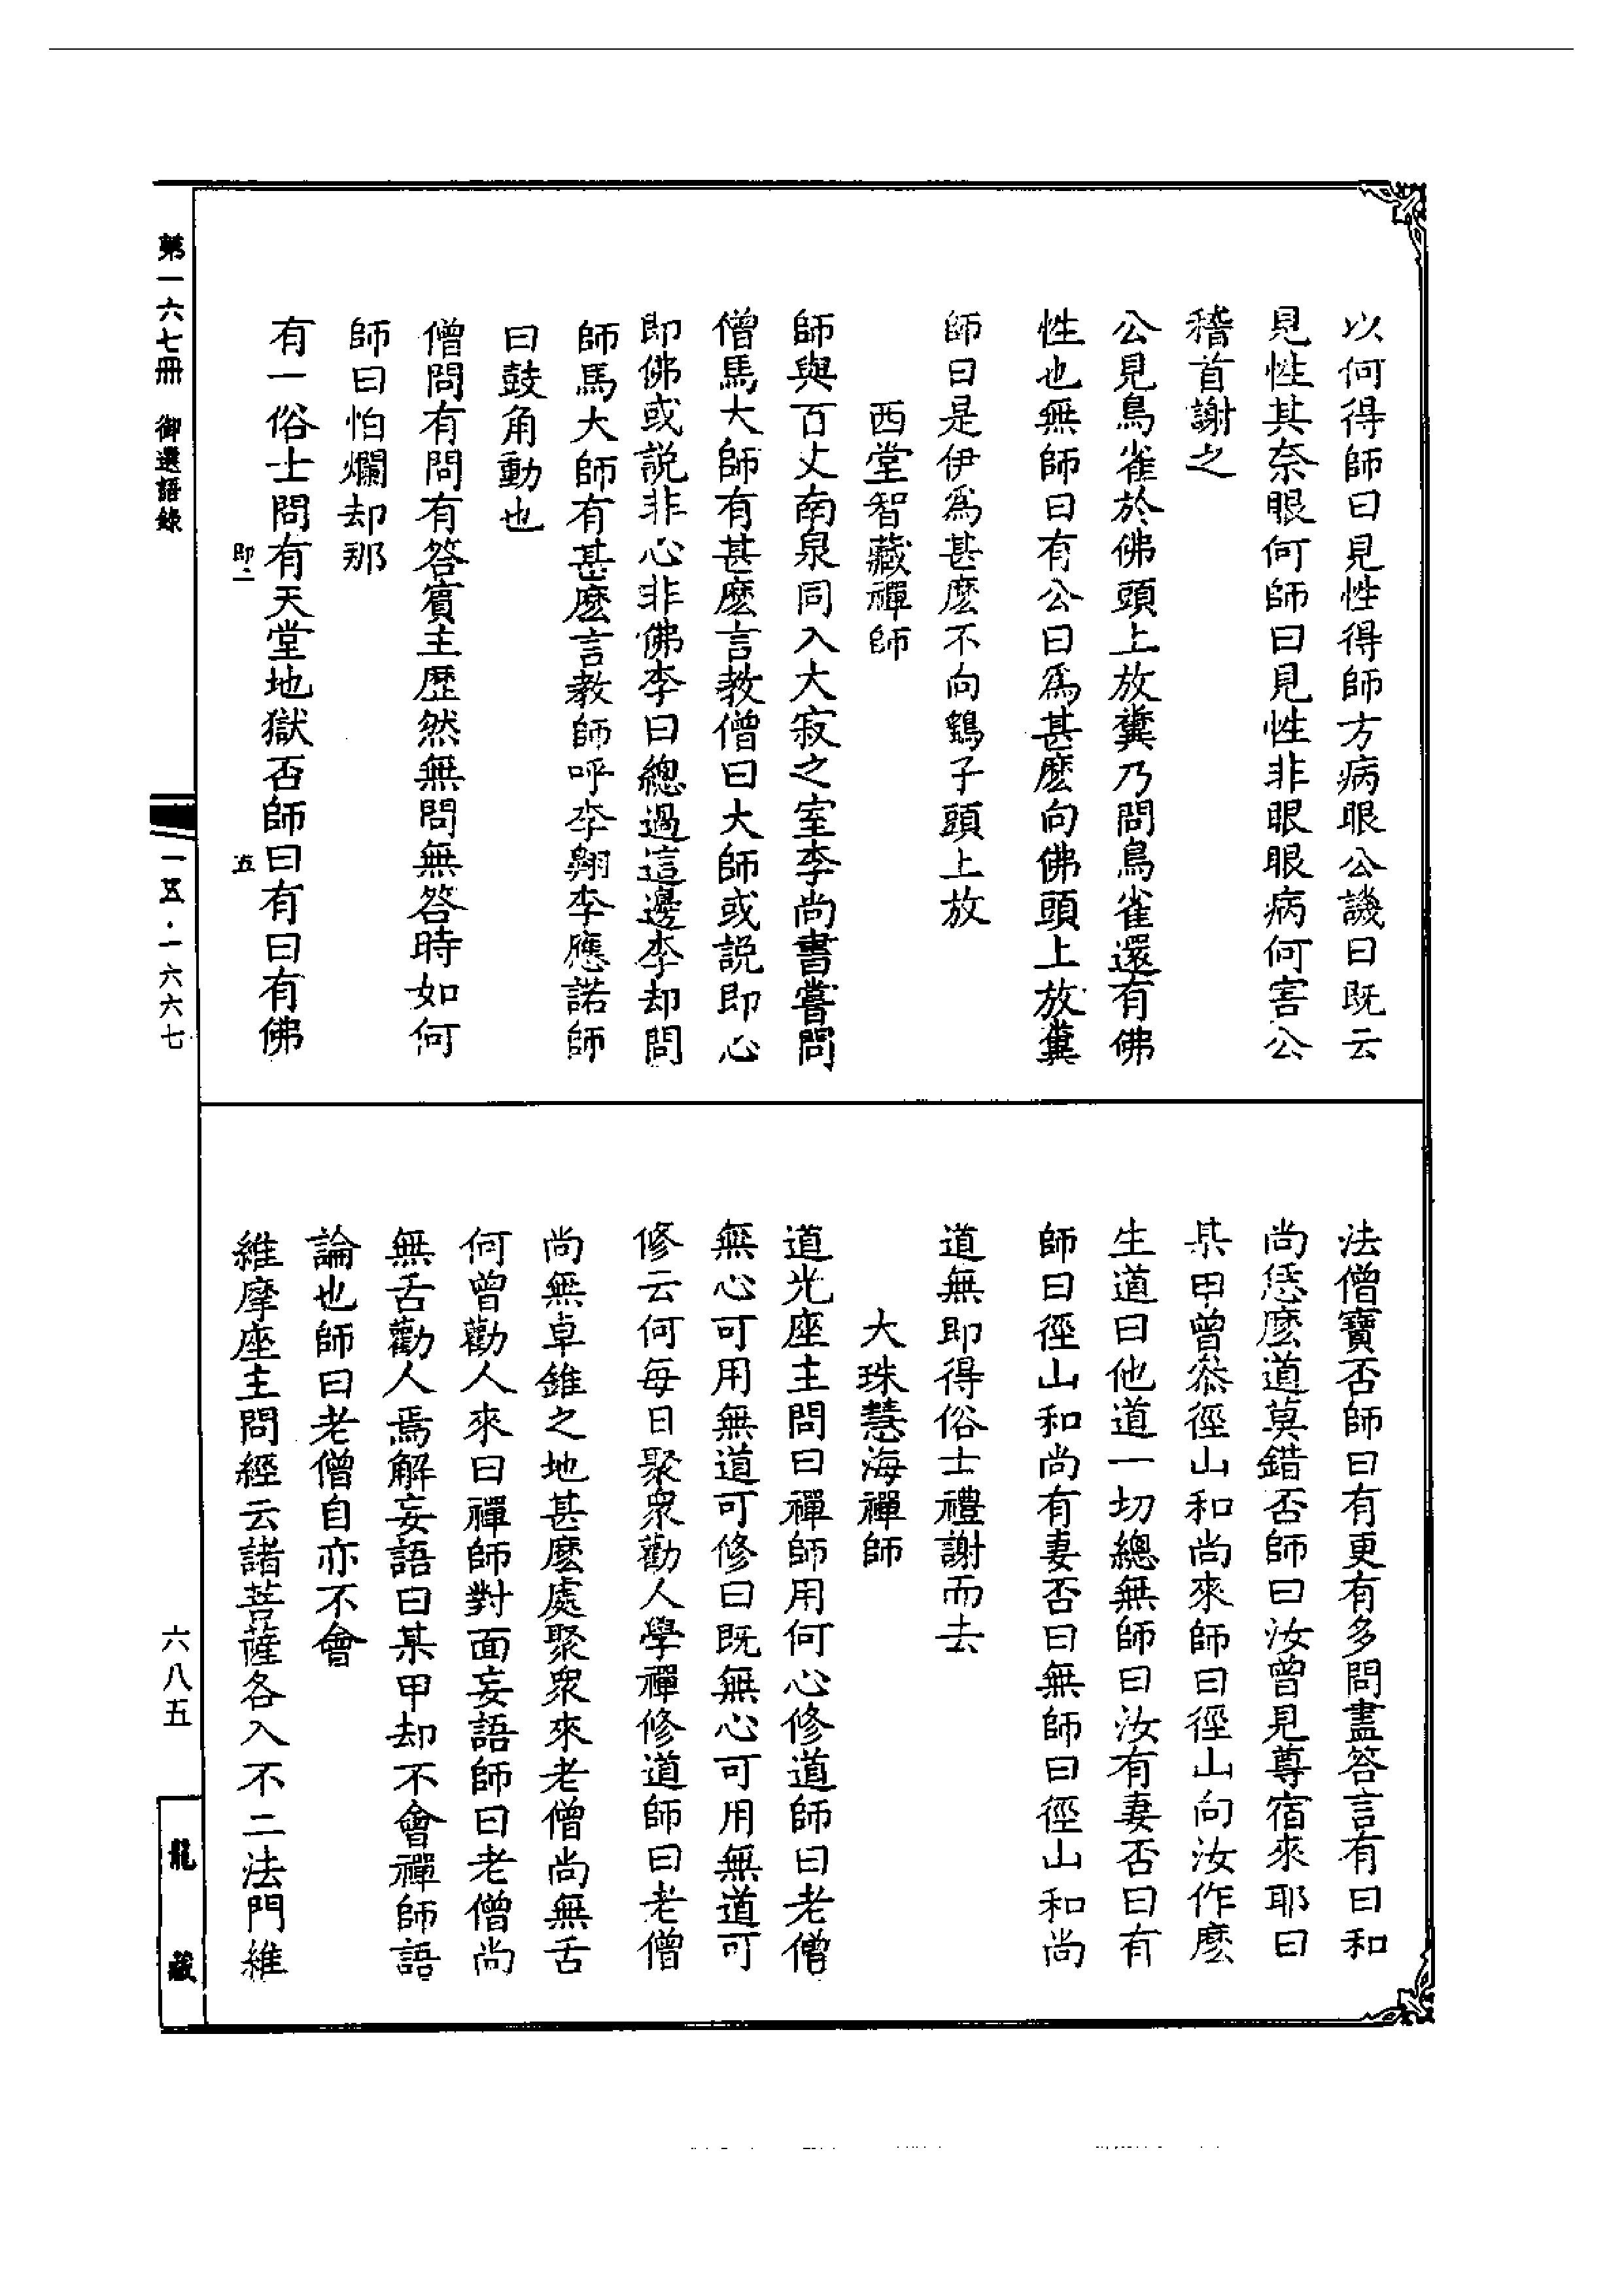 以何得師曰見性得師方病眼公譏曰既云
見性其奈眼何師曰見性非眼眼病何害公
稽首謝之
公見鳥雀於佛頭上放糞乃問鳥雀還有佛
性也無師曰有公曰爲甚麽向佛頭上放糞
師曰是伊爲甚麽不向鷂子頭上放
西堂智藏禪師
師與百丈南泉同入大寂之室李尚書嘗問
僧馬大師有甚麽言教僧曰大師或説即心
即佛或説非心非佛李曰總過這邊李却問
師馬大師有甚麽言教師呼李翺李應諾師
曰鼓角動也
僧問有問有答賓主歷然無問無答時如何
師曰怕爛却那
有一俗士問有天堂地獄否師曰有曰有佛
即二
五
法僧寶否師曰有更有多問盡答言有曰和
尚恁麽道莫錯否師曰汝曾見尊宿來耶曰
某甲曾叅徑山和尚來師曰徑山向汝作麽
生道曰他道一切總無師曰汝有妻否曰有
師曰徑山和尚有妻否曰無師曰徑山和尚
道無即得俗士禮謝而去
大珠慧海禪師
道光座主問曰禪師用何心修道師曰老僧
無心可用無道可修曰既無心可用無道可
修云何每日聚衆勸人學禪修道師曰老僧
尚無卓錐之地甚麽處聚衆來老僧尚無舌
何曾勸人來曰禪師對面妄語師曰老僧尚
無舌勸人焉解妄語曰某甲却不會禪師語
論也師曰老僧自亦不會
維摩座主問經云諸菩薩各入不二法門維
第一六七冊 御選語錄
一五·一六六七
六八五
龍藏